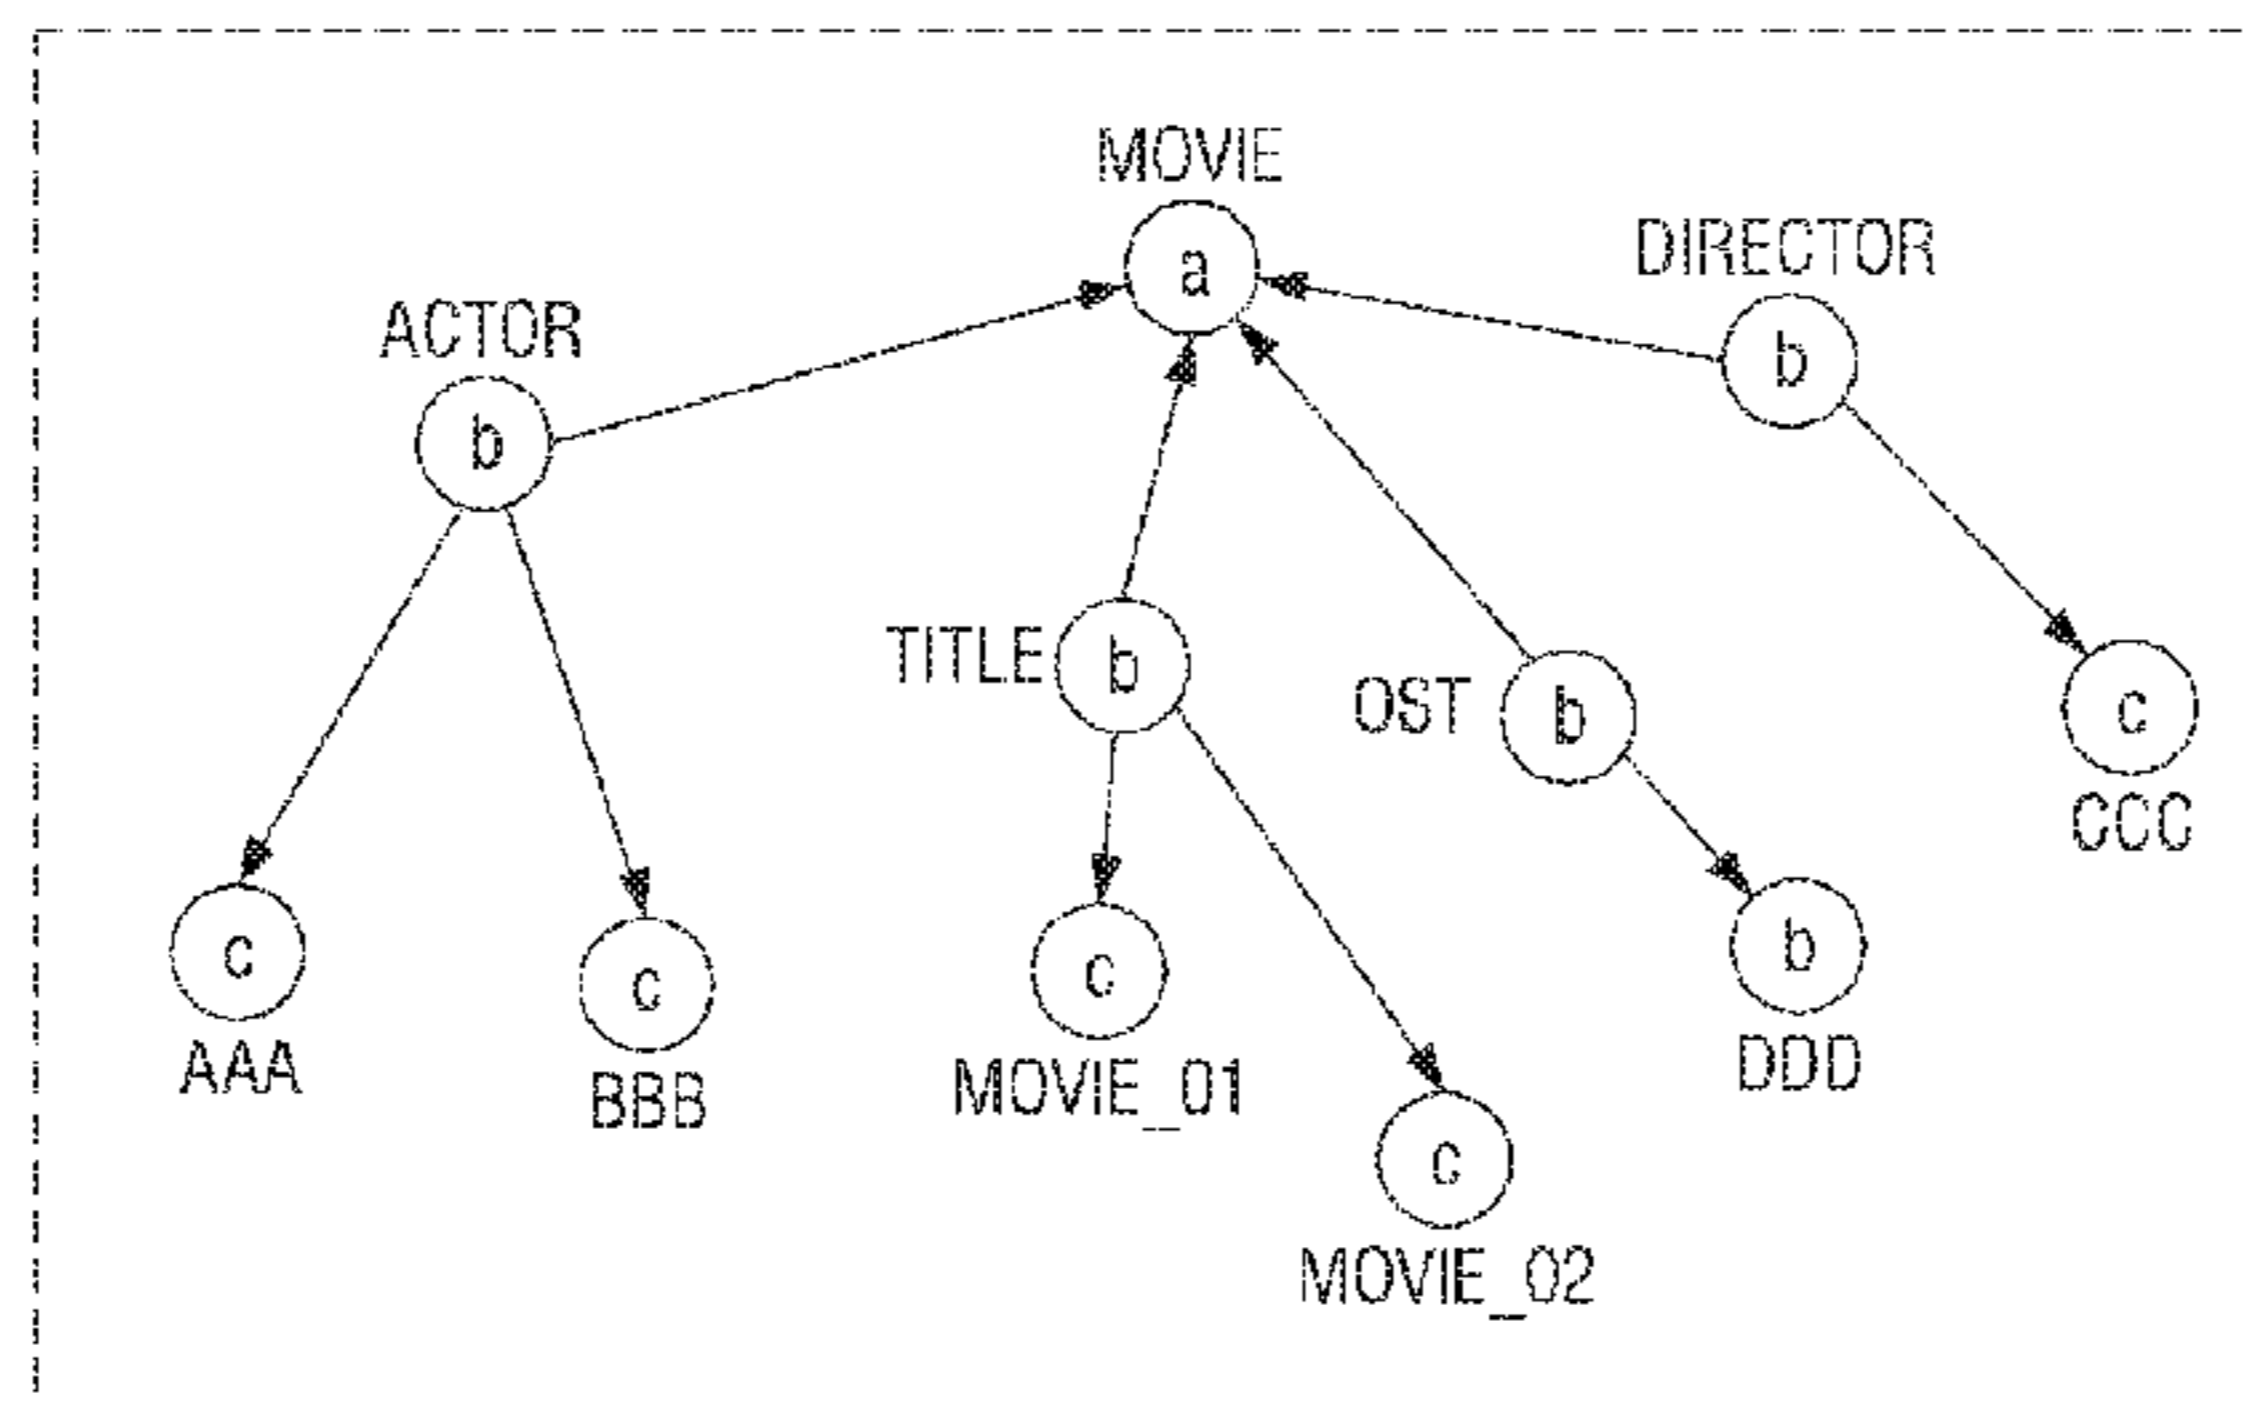 MOVIE
a
DIRECTOR
b
ACTOR
b
TITLE
b
OST
b
c
CCC
c
AAA
c
BBB
c
MOVIE_01
b
DDD
c
MOVIE_02